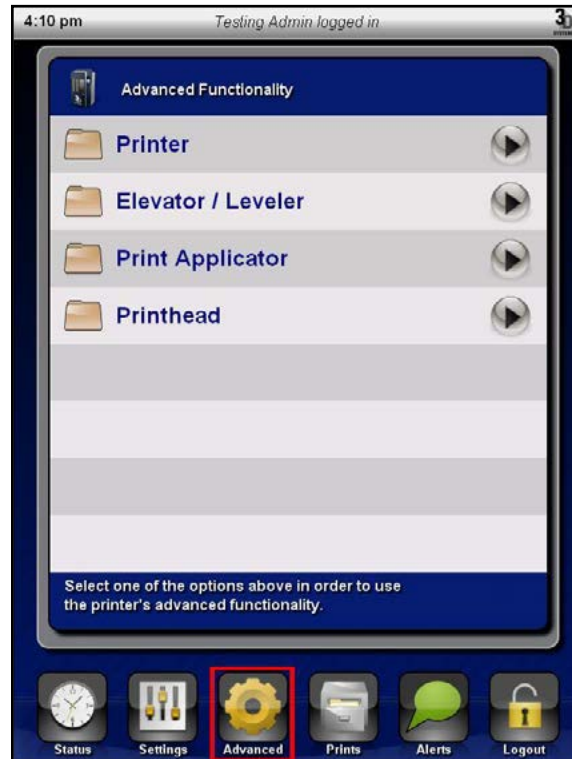 4:10 pm
Testing Admin logged in
3D
Advanced Functionality
Printer
Elevator / Leveler
Print Applicator
Printhead
Select one of the options above in order to use
the printer's advanced functionality.
Status
Settings
Advanced
Prints
Alerts
Logout